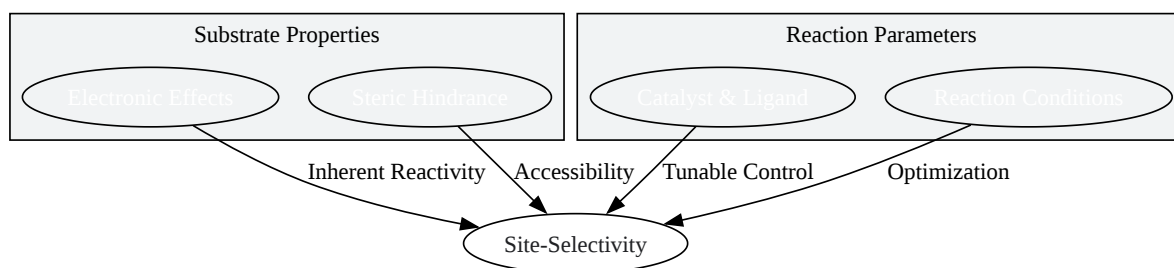 Substrate Properties
Reaction Parameters
Electronic Effects
Steric Hindrance
Catalyst & Ligand
Reaction Conditions
Inherent Reactivity
Accessibility
Tunable Control
Optimization
Site-Selectivity